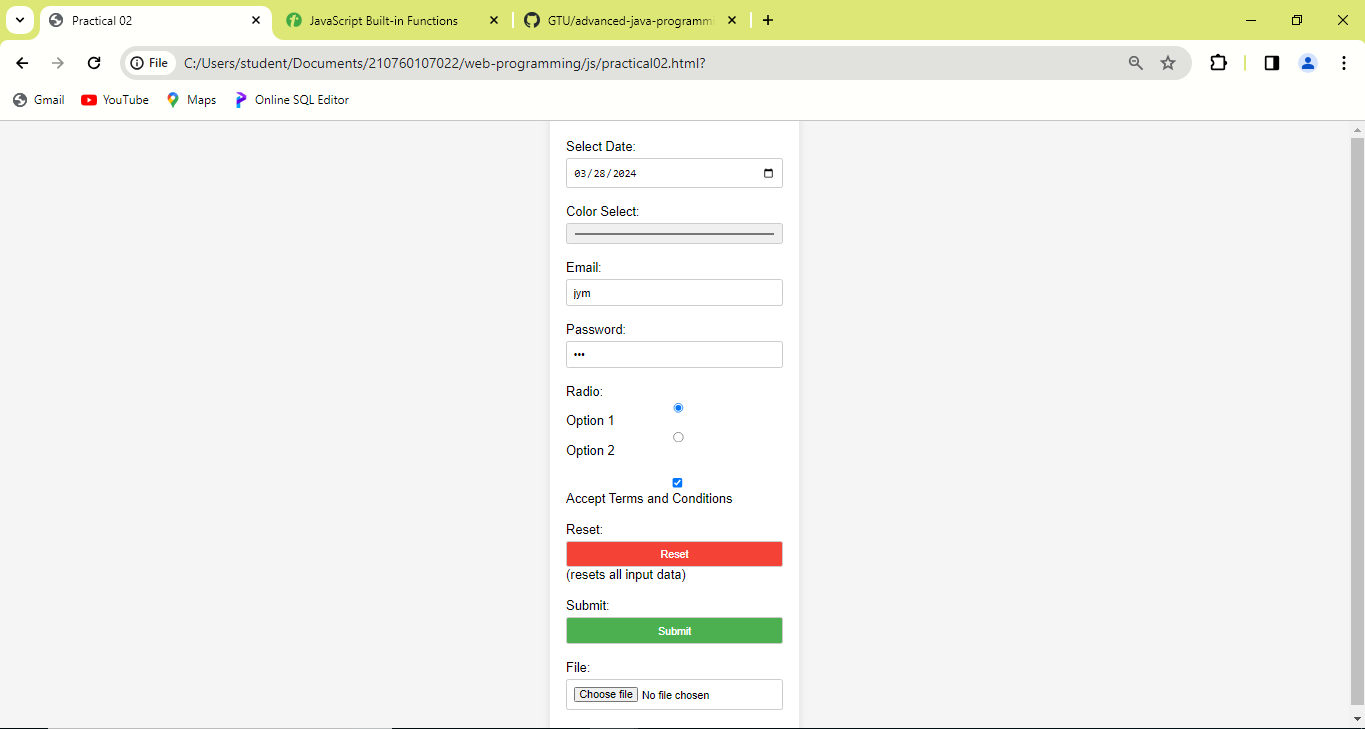 Practical 02
JavaScript Built-in Functions
GTU/advanced-java-programm
File
C:/Users/student/Documents/210760107022/web-programming/js/practical02.html?
Gmail
YouTube
Maps
Online SQL Editor
Select Date:
03/28/2024
Color Select:
Email:
jym
Password:
•••
Radio:
Option 1
Option 2
Accept Terms and Conditions
Reset:
Reset
(resets all input data)
Submit:
Submit
File:
Choose file No file chosen